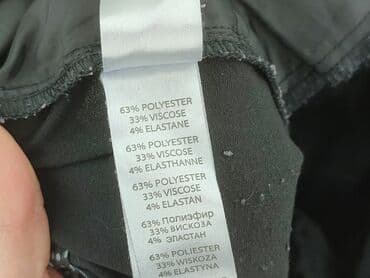 63% POLYESTER
33% VISCOSE
4% ELASTANE
63% POLYESTER
33% VISCOSE
4% ELASTHANNE
63% POLYESTER
33% VISCOSE
4% ELASTAN
63% Полиэфир
33% ВИСКОЗА
4% ЭЛАСТАН
63% POLIESTER
33% WISKOZA
4% ELASTYNA